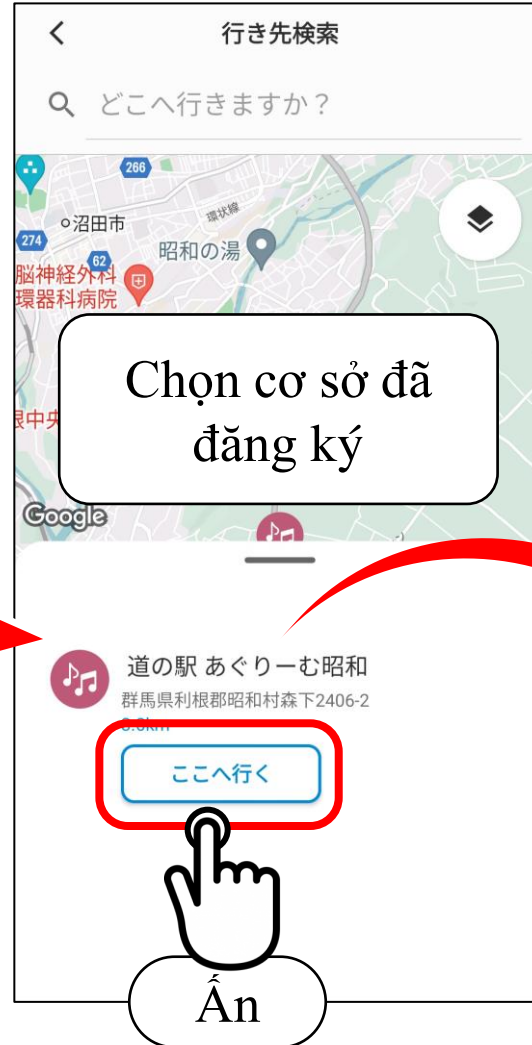 行き先検索
どこへ行きますか？
266
沼田市
環状線
274
昭和の湯
62
脳神経外科
環器科病院
Chọn cơ sở đã
đăng ký
Google
道の駅 あぐりーむ昭和
群馬県利根郡昭和村森下2406-2
ここへ行く
Ấn